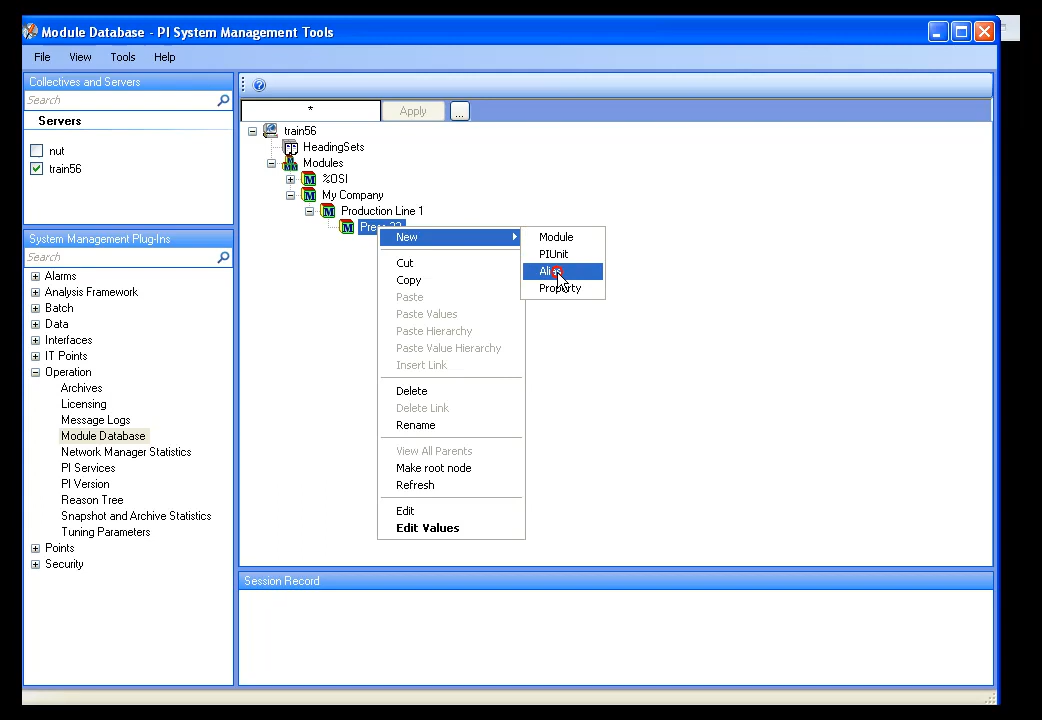 Module Database - PI System Management Tools
File View Tools Help
Collectives and Servers
Search
Servers
nut
train56
System Management Plug-Ins
Search
Alarms
Analysis Framework
Batch
Data
Interfaces
IT Points
Operation
Archives
Licensing
Message Logs
Module Database
Network Manager Statistics
PI Services
PI Version
Reason Tree
Snapshot and Archive Statistics
Tuning Parameters
Points
Security
* Apply ...
train56
HeadingSets
Modules
%OSI
My Company
Production Line 1
New
Cut
Copy
Paste
Paste Values
Paste Hierarchy
Paste Value Hierarchy
Insert Link
Delete
Delete Link
Rename
View All Parents
Make root node
Refresh
Edit
Edit Values
Module
PIUnit
Alias
Property
Session Record